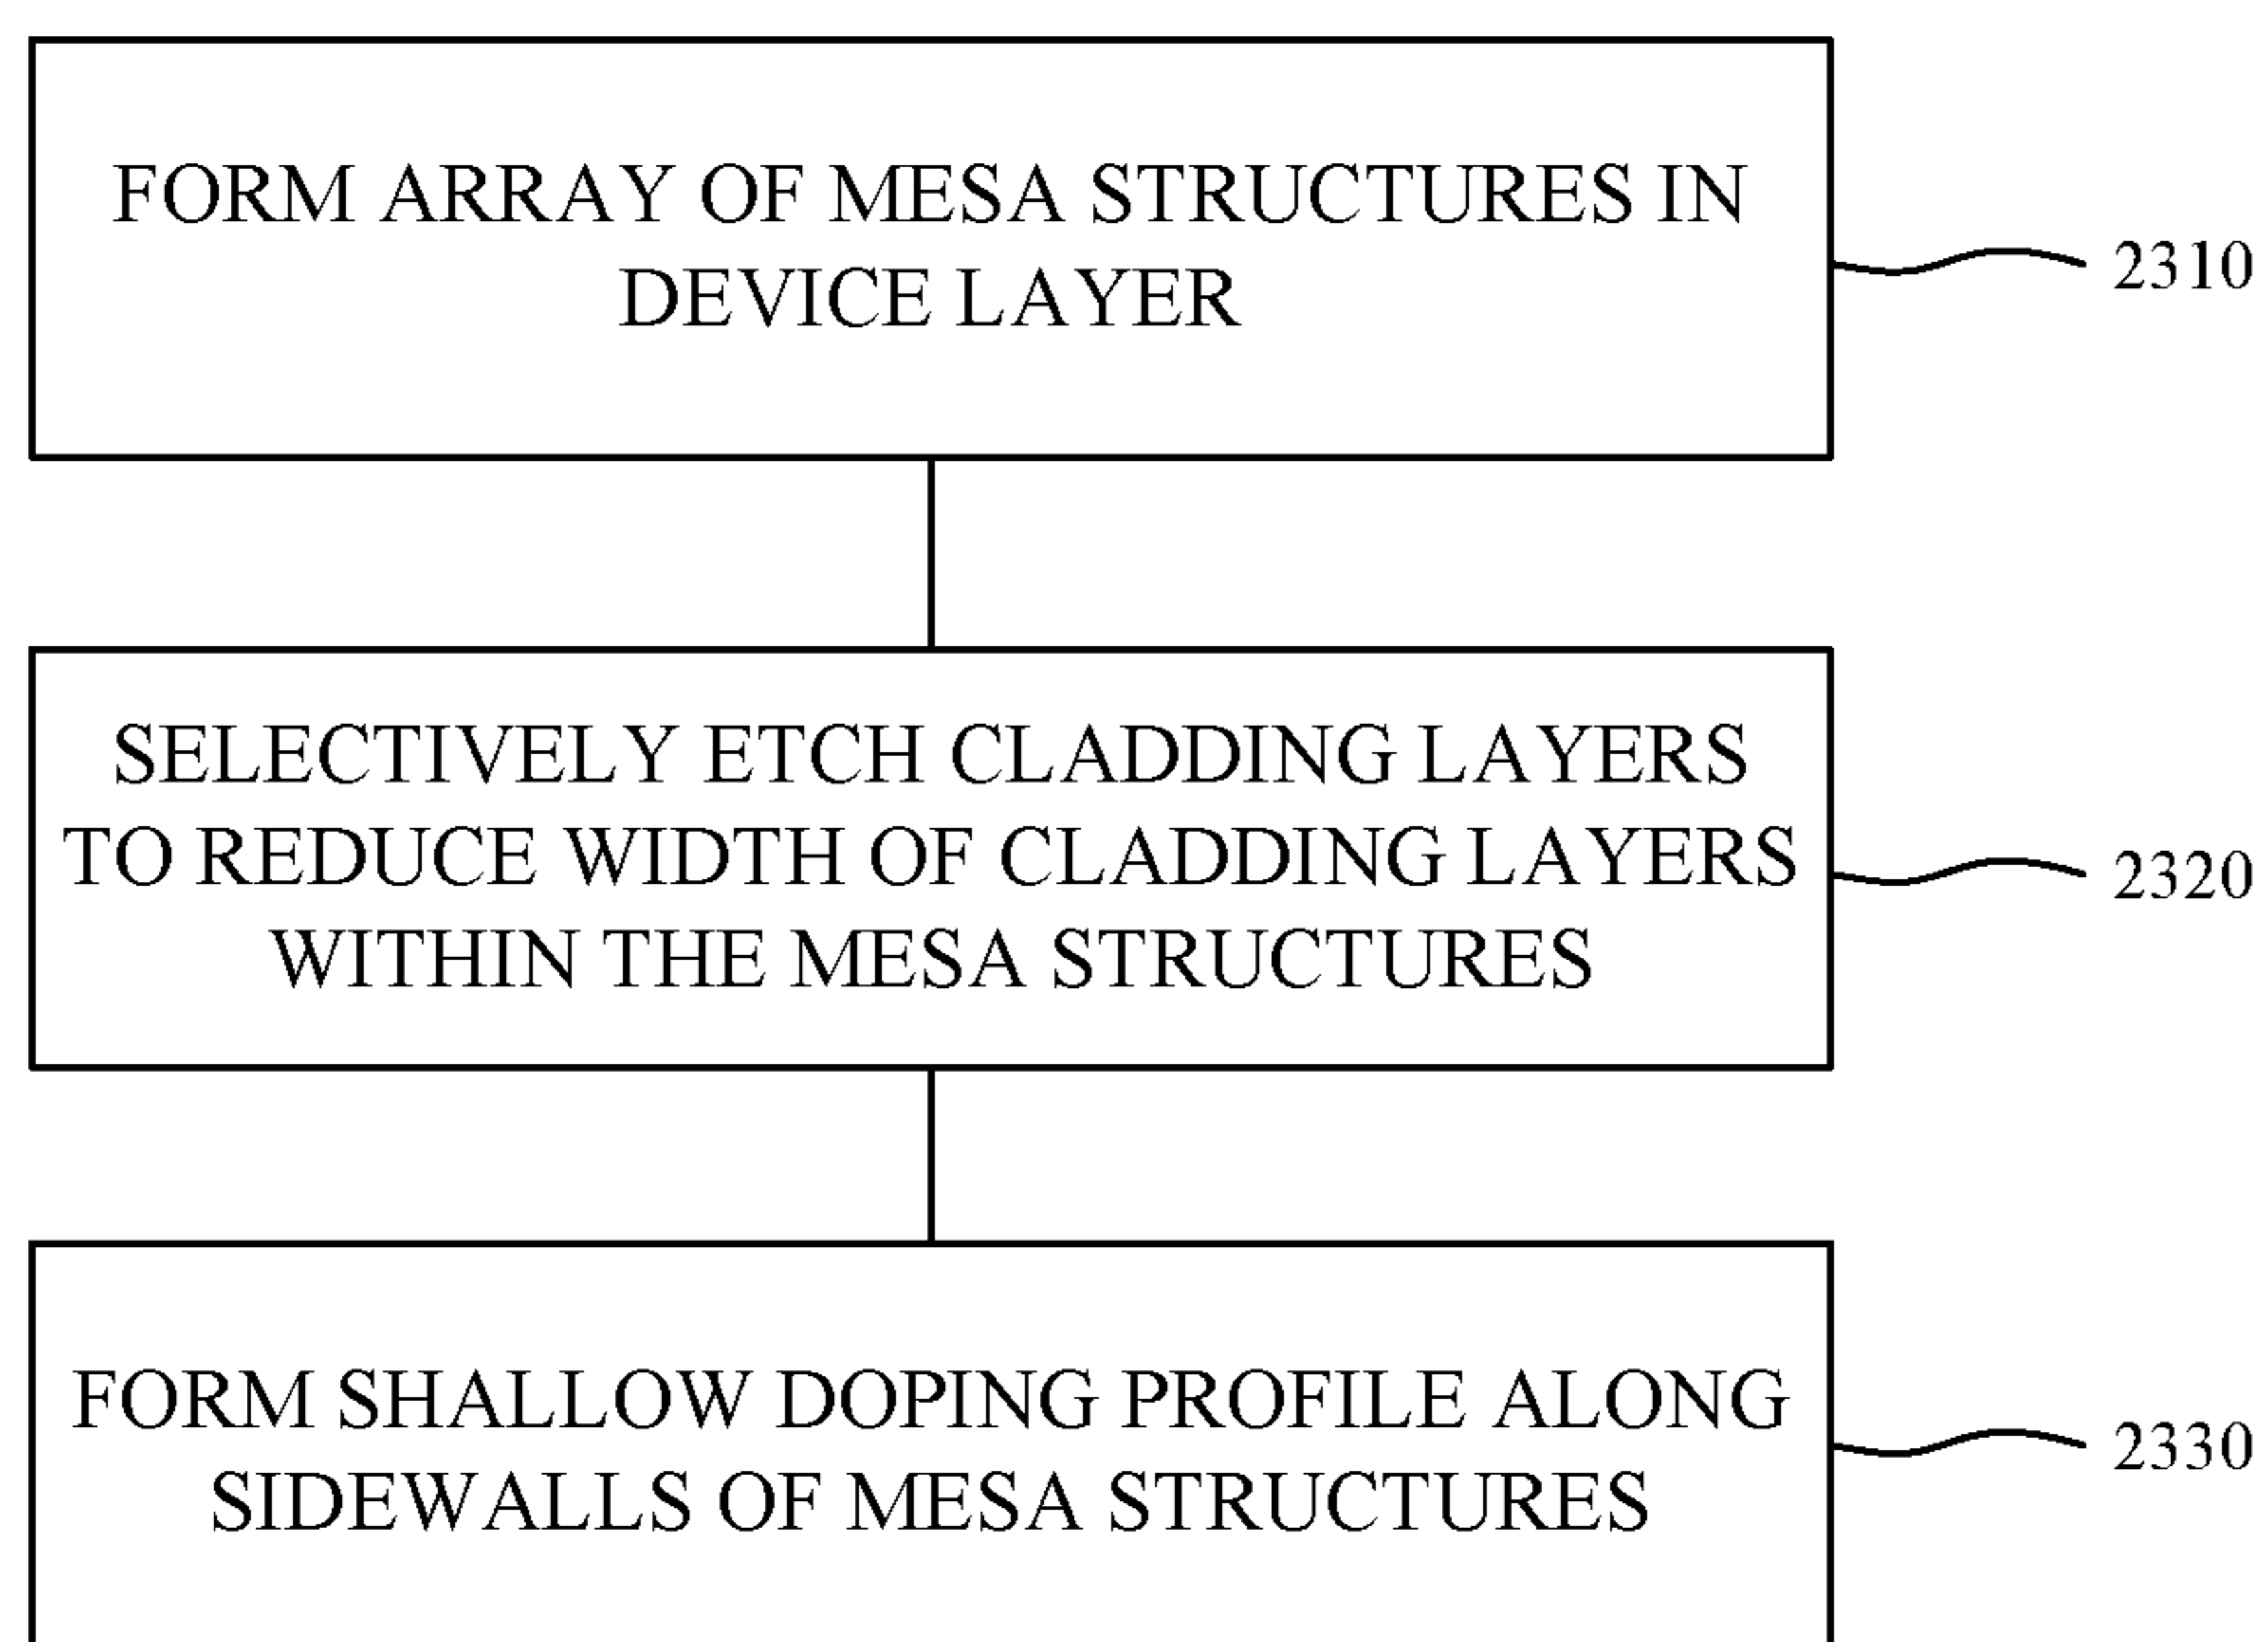 FORM ARRAY OF MESA STRUCTURES IN
DEVICE LAYER
2310
SELECTIVELY ETCH CLADDING LAYERS
TO REDUCE WIDTH OF CLADDING LAYERS
WITHIN THE MESA STRUCTURES
2320
FORM SHALLOW DOPING PROFILE ALONG
SIDEWALLS OF MESA STRUCTURES
2330